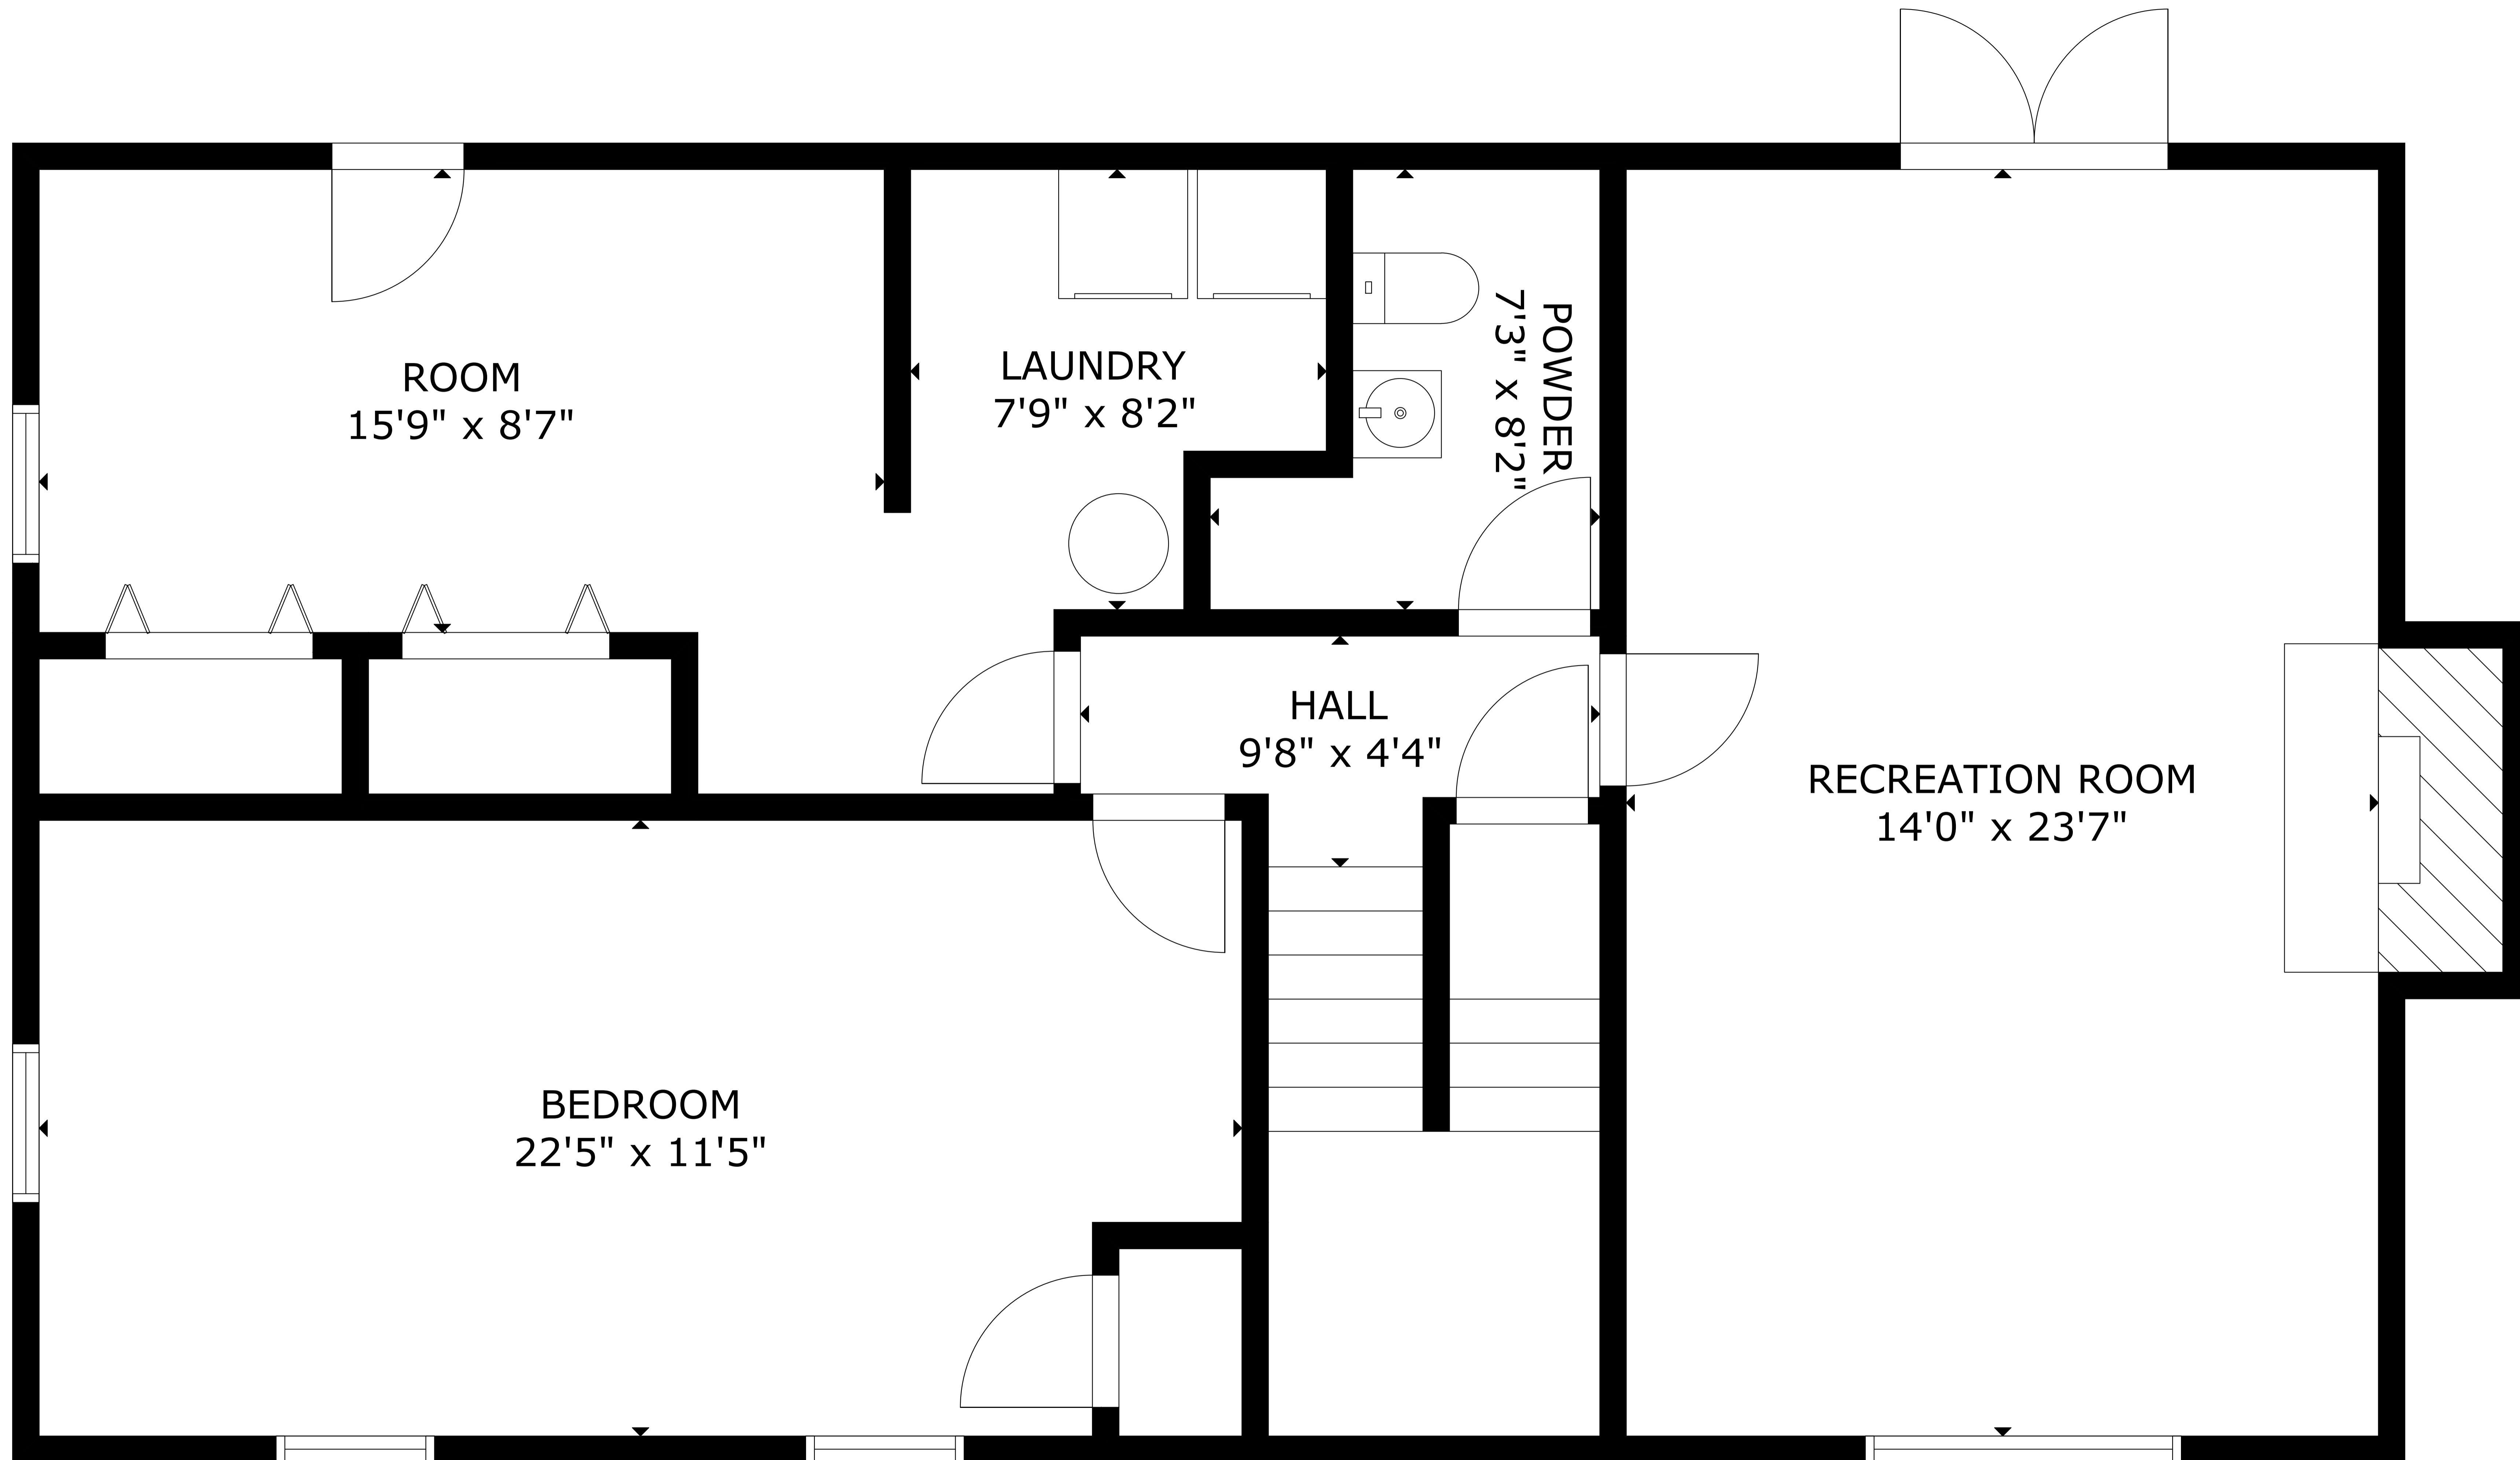 ROOM
15'9" x 8'7"
LAUNDRY
7'9" x 8'2"
POWDER
7'3" x 8'2"
HALL
9'8" x 4'4"
RECREATION ROOM
14'0" x 23'7"
BEDROOM
22'5" x 11'5"